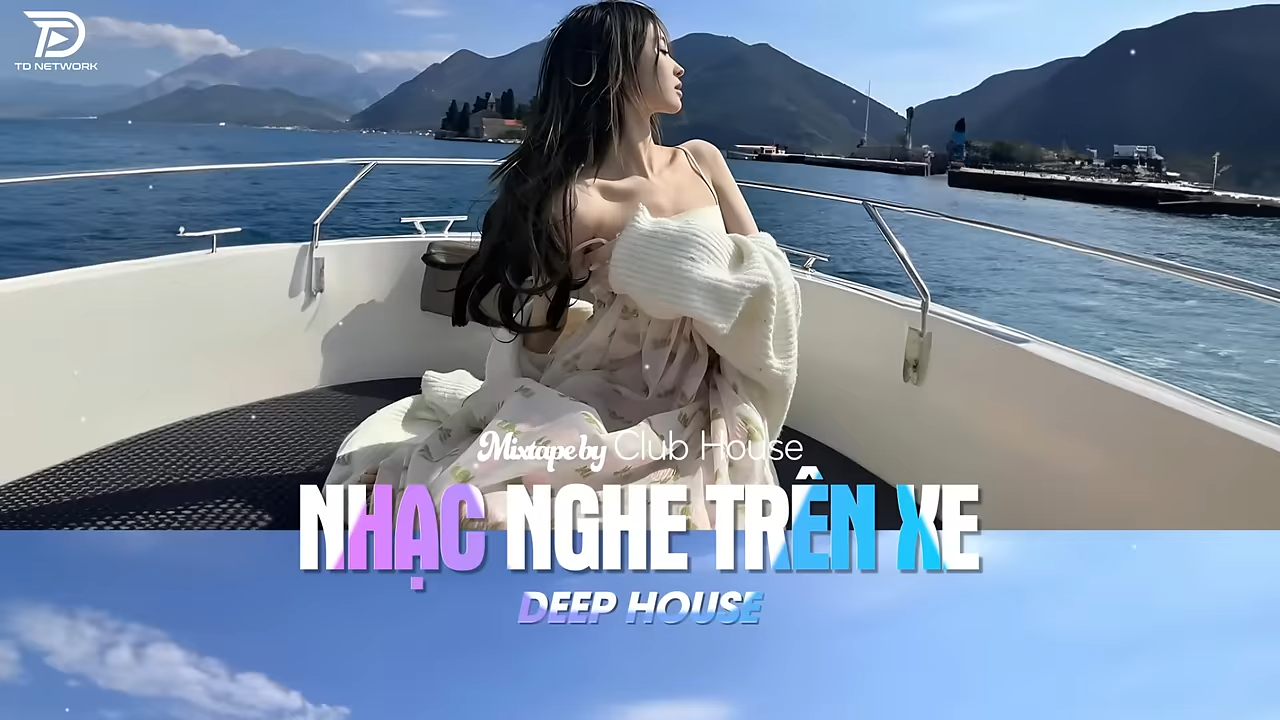 TD NETWORK
Mixtape by Club House
NHẠC NGHE TRÊN XE
DEEP HOUSE